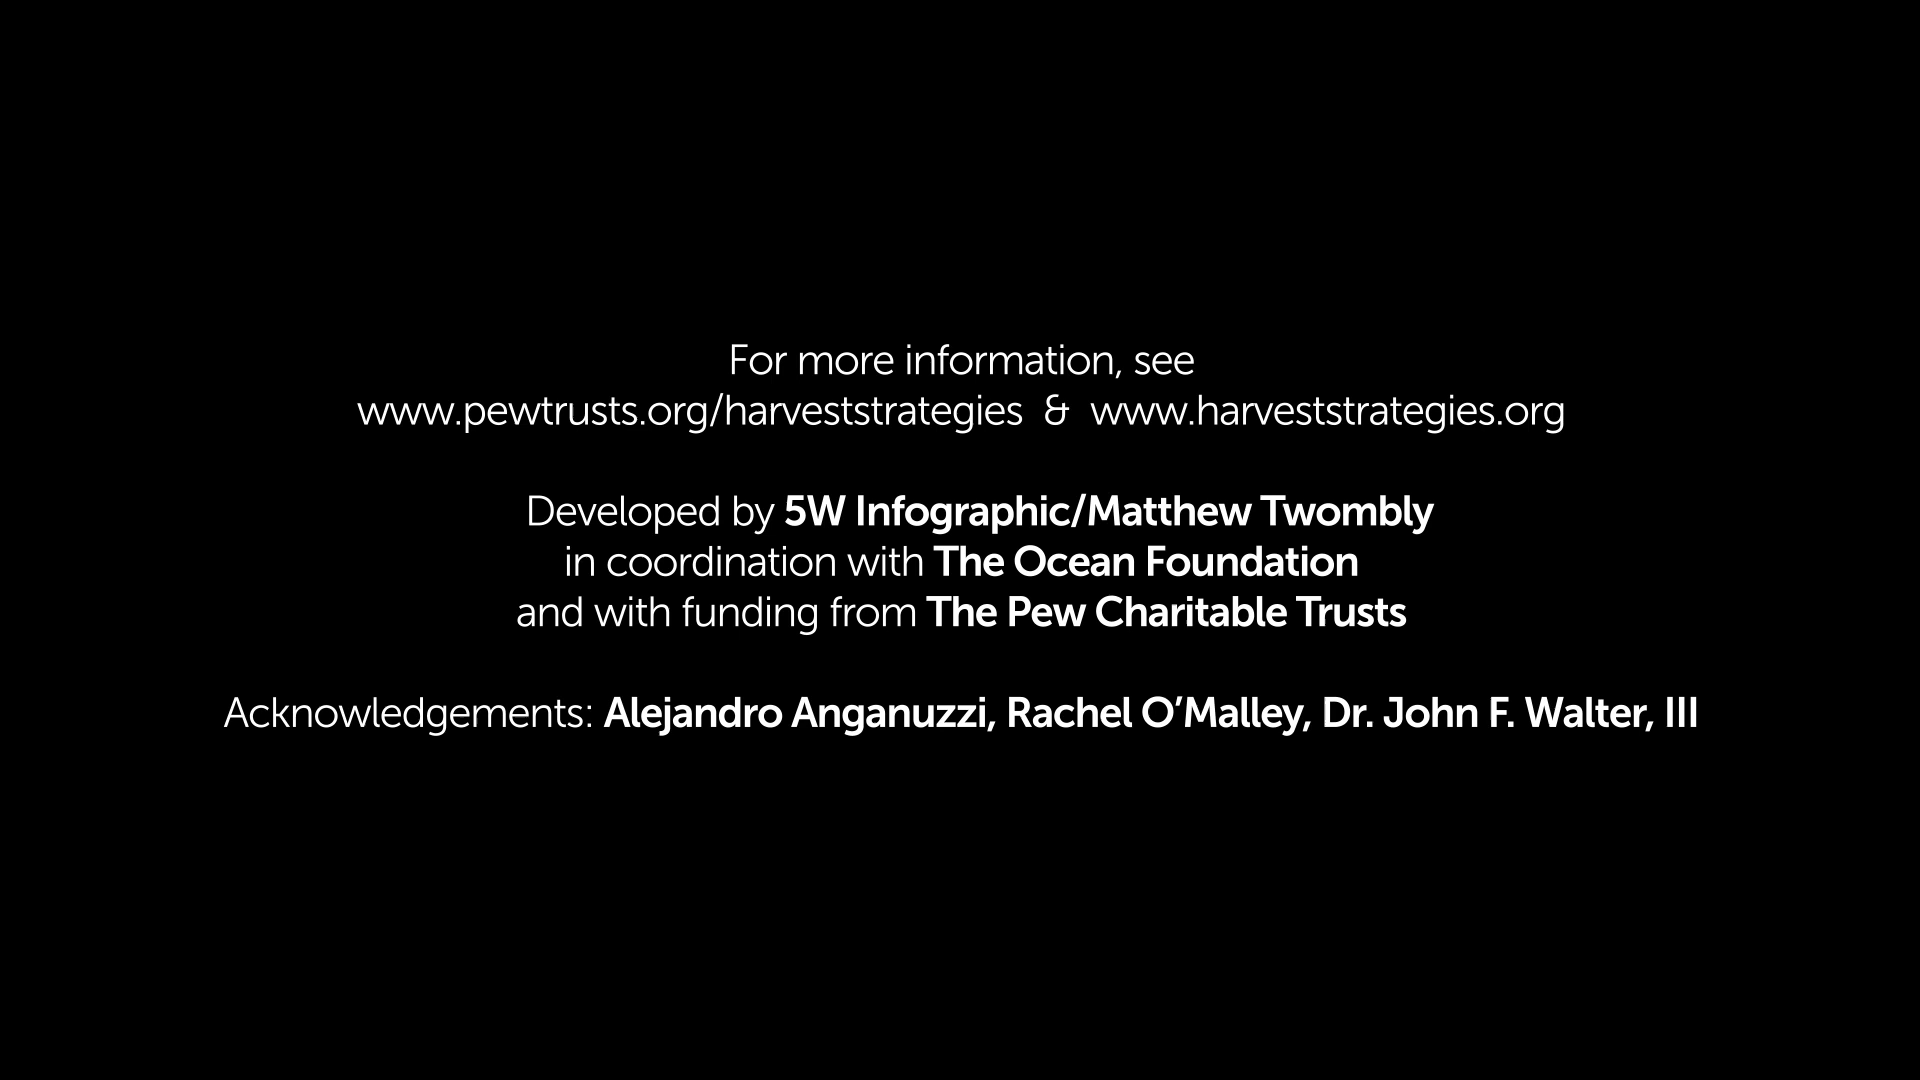 For more information, see
www.pewtrusts.org/harveststrategies & www.harveststrategies.org
Developed by 5W Infographic/Matthew Twombly
in coordination with The Ocean Foundation
and with funding from The Pew Charitable Trusts
Acknowledgements: Alejandro Anganuzzi, Rachel O’Malley, Dr. John F. Walter, III